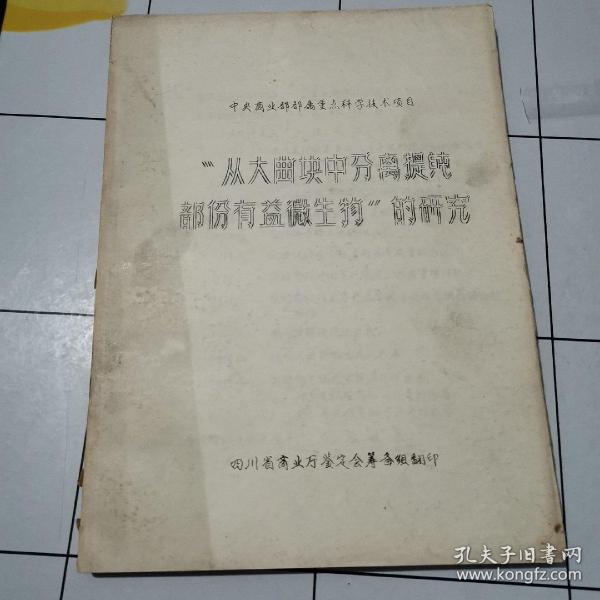 中央商业部部属重点科学技术项目
“从大曲块中分离提纯
部份有益微生物”的研究
四川省商业厅鉴定会筹备组翻印
孔夫子旧書网
www.kongfz.com